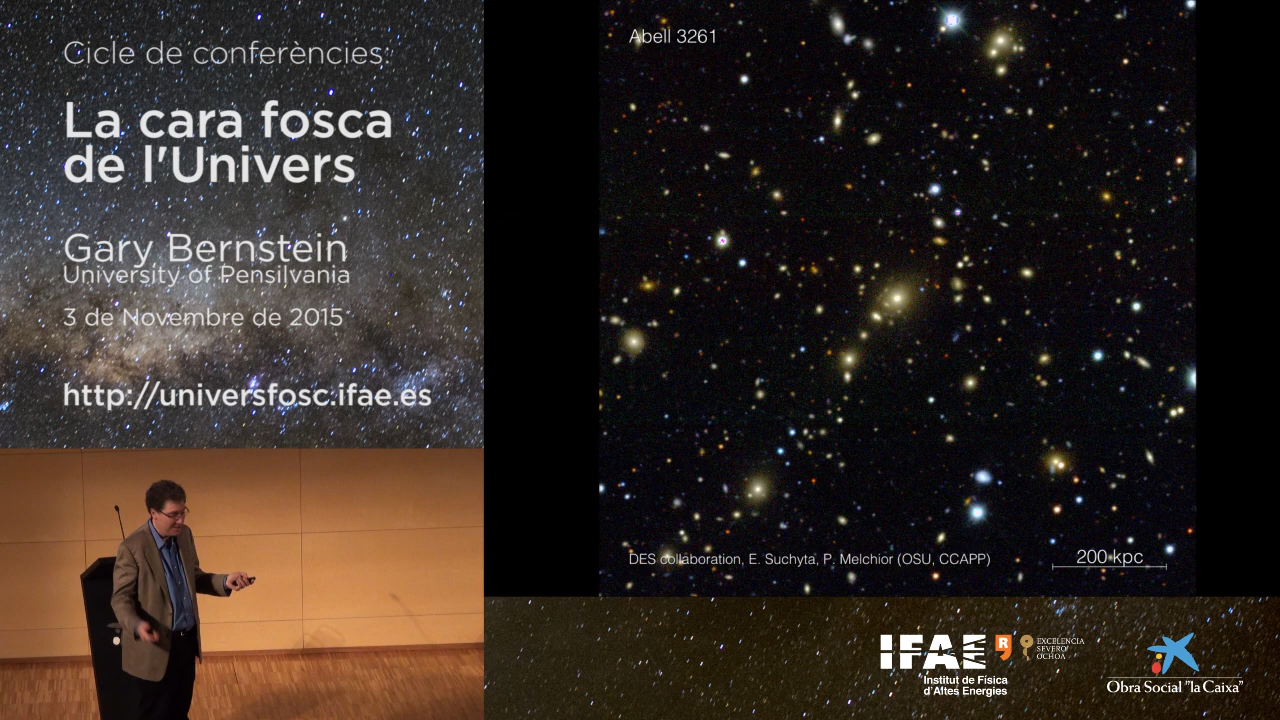 Cicle de conferències:
La cara fosca
de l'Univers
Gary Bernstein
University of Pensilvania
3 de Novembre de 2015
http://universfosc.ifae.es
Abell 3261
DES collaboration, E. Suchyta, P. Melchior (OSU, CCAPP)
200 kpc
IFAE
Institut de Física
d'Altes Energies
R
EXCELENCIA
SEVERO
OCHOA
Obra Social "la Caixa"